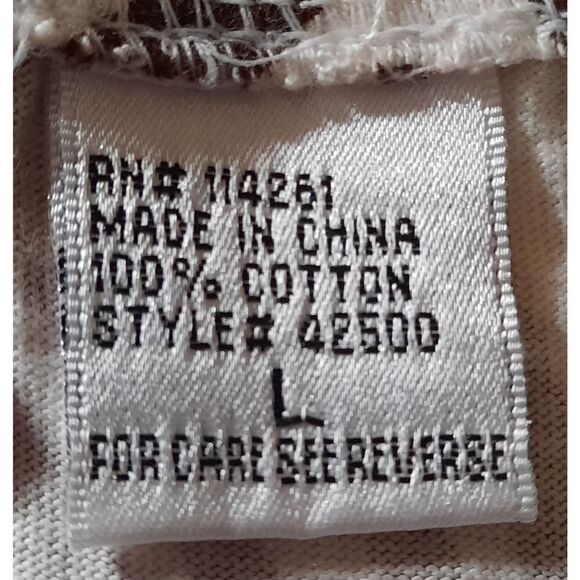 RN# 114261
MADE IN CHINA
100% COTTON
STYLE# 42500
L
FOR CARE SEE REVERSE